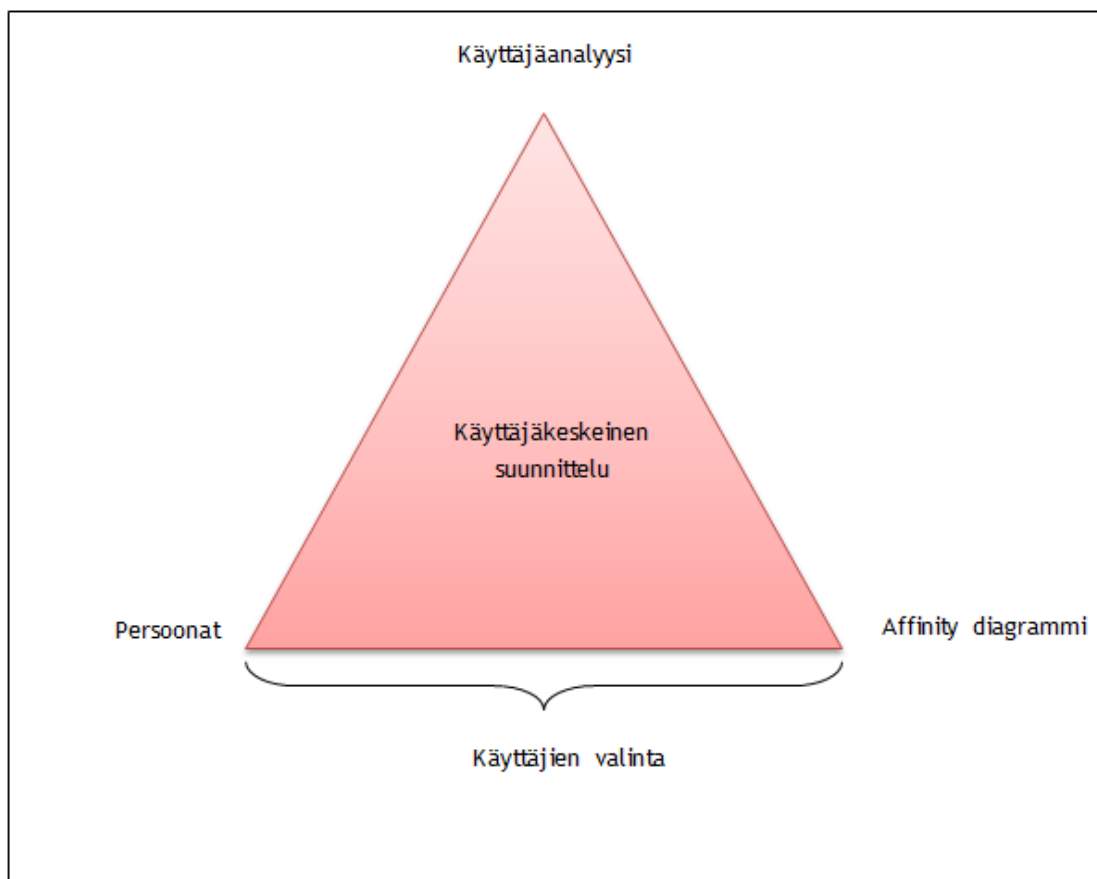 Käyttäjäanalyysi
Käyttäjäkeskeinen
suunnittelu
Persoonat
Affinity diagrammi
Käyttäjien valinta